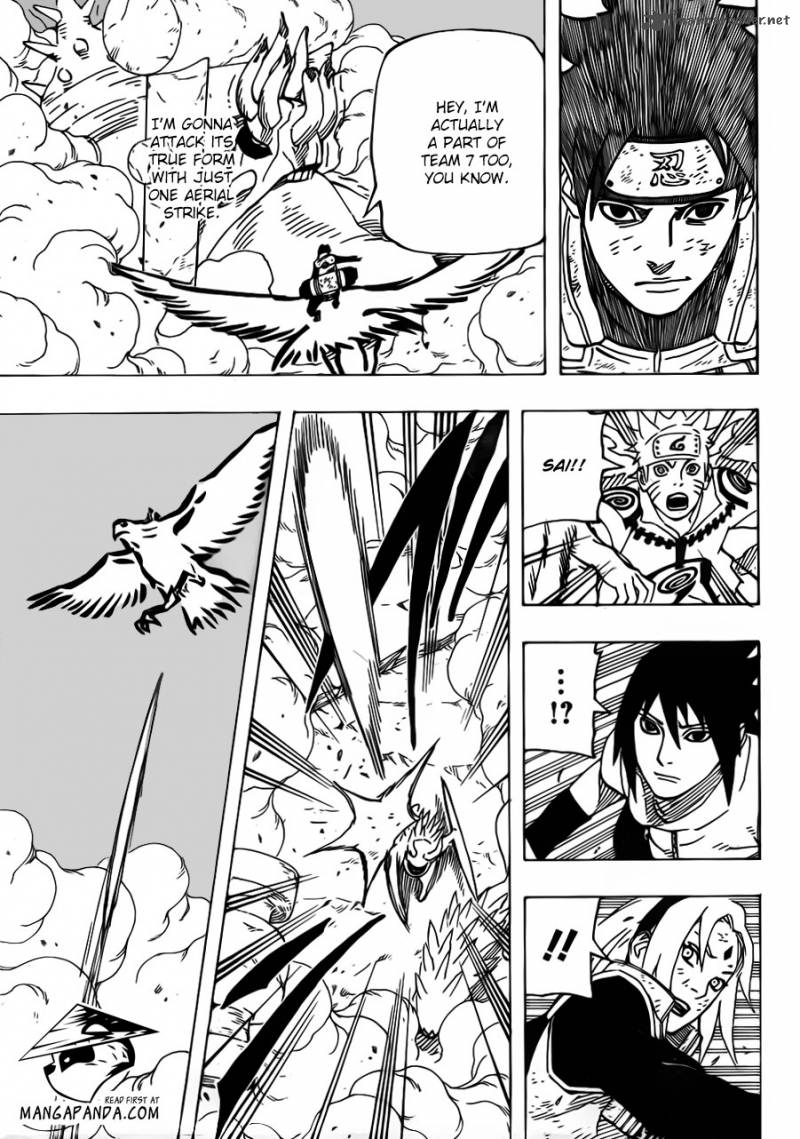 忍
HEY, I'M
ACTUALLY
A PART OF
TEAM 7 TOO,
YOU KNOW.
I'M GONNA
ATTACK ITS
TRUE FORM
WITH JUST
ONE AERIAL
STRIKE.
SAI!!
...!?
!!
READ FIRST AT
MANGAPANDA.COM